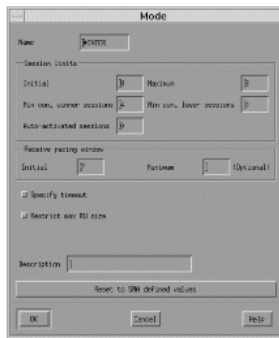 Mode
Name
Session limits
Initial Maximum
Min con. winner sessions Min con. loser sessions
Auto-activated sessions
Receive pacing window
Initial Maximum (Optional)
Specify timeout
Restrict max RU size
Description
Reset to SNA defined values
OK Cancel Help